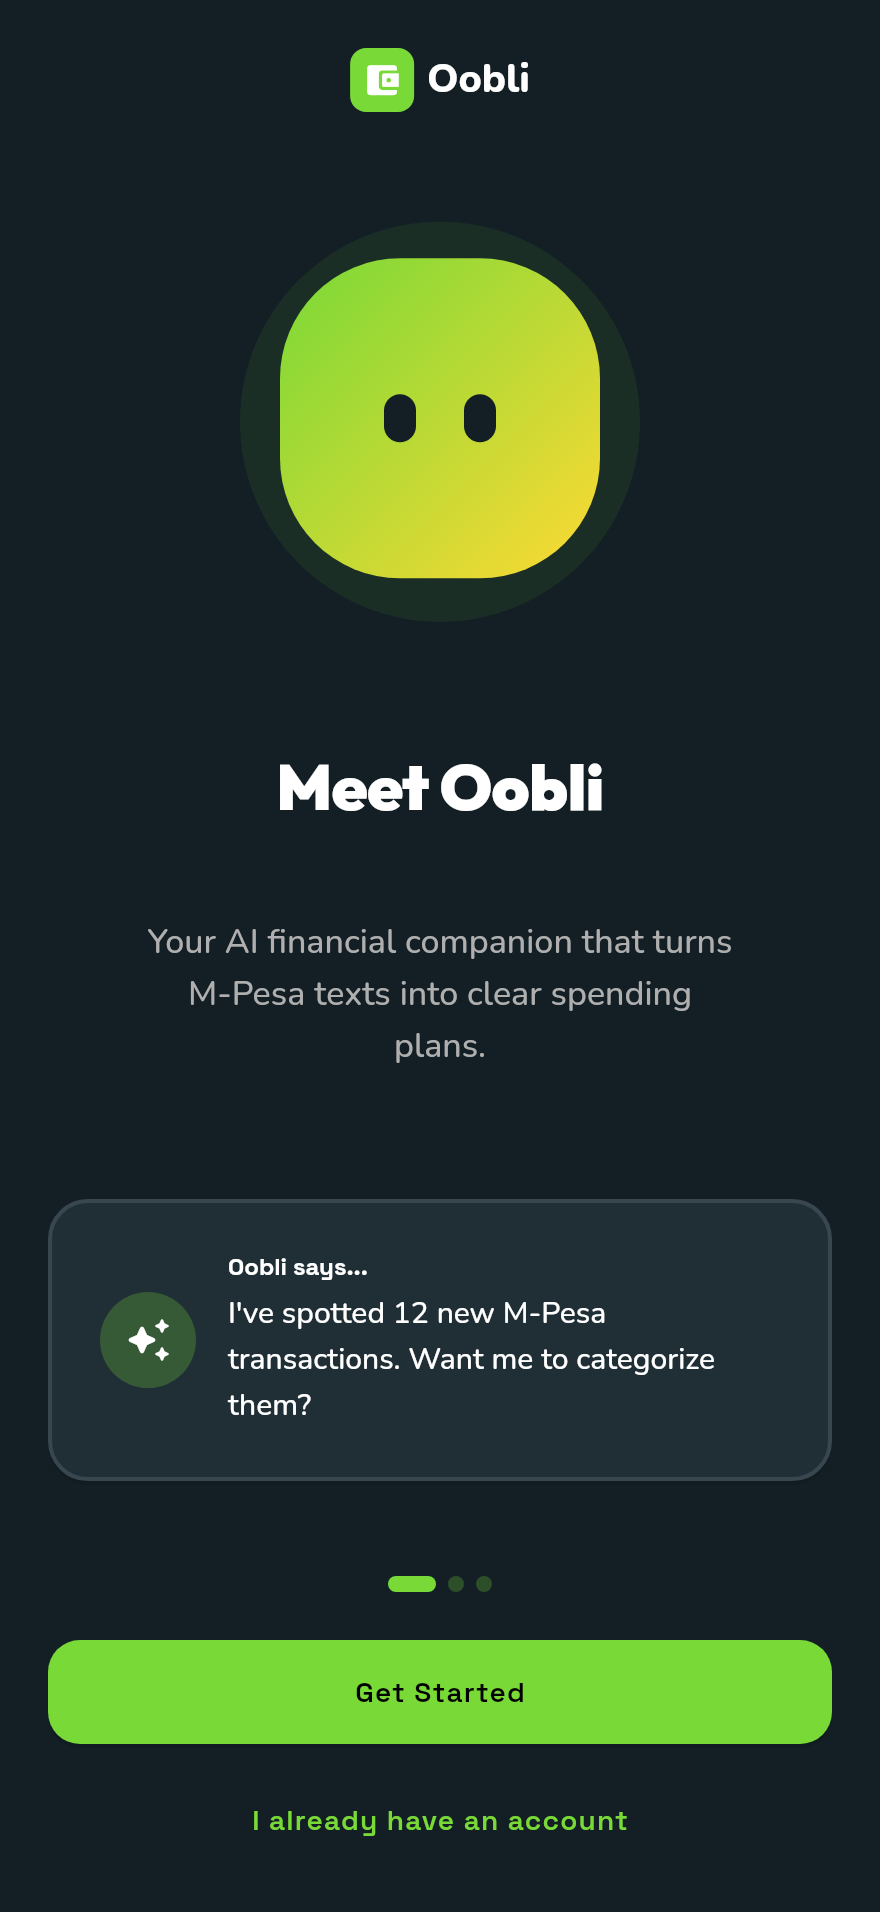 Oobli
Meet Oobli
Your AI financial companion that turns
M-Pesa texts into clear spending
plans.
Oobli says...
I've spotted 12 new M-Pesa
transactions. Want me to categorize
them?
Get Started
I already have an account